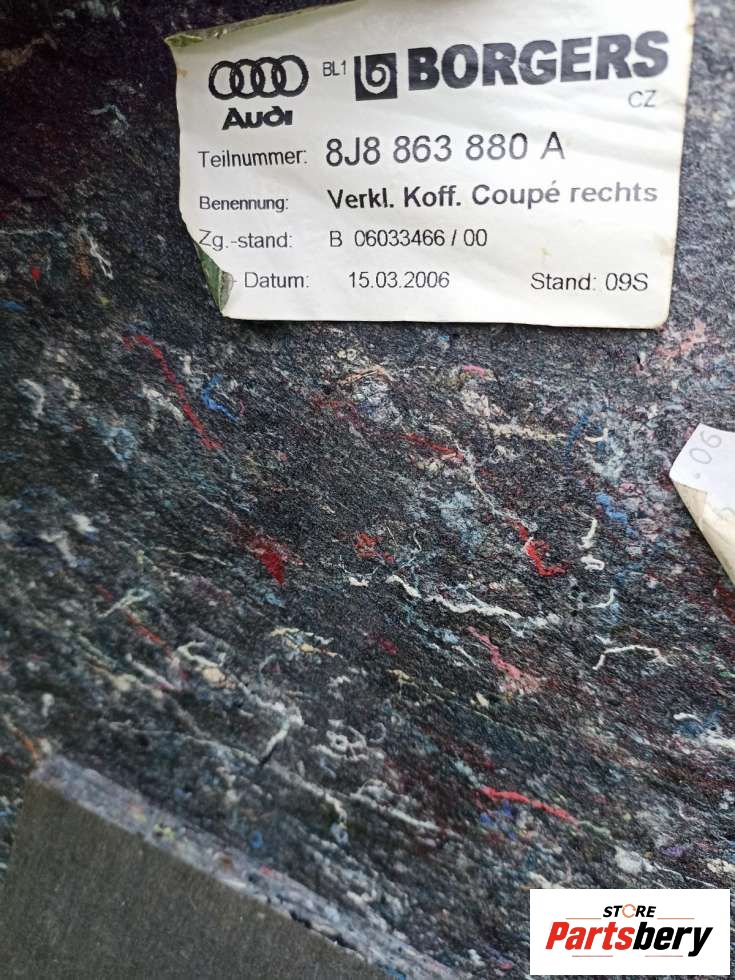 BL1 BORGERS
Audi CZ
Teilnummer: 8J8 863 880 A
Benennung: Verkl. Koff. Coupé rechts
Zg.-stand: B 06033466 / 00
Datum: 15.03.2006 Stand: 09S
.06
STORE
Partsbery